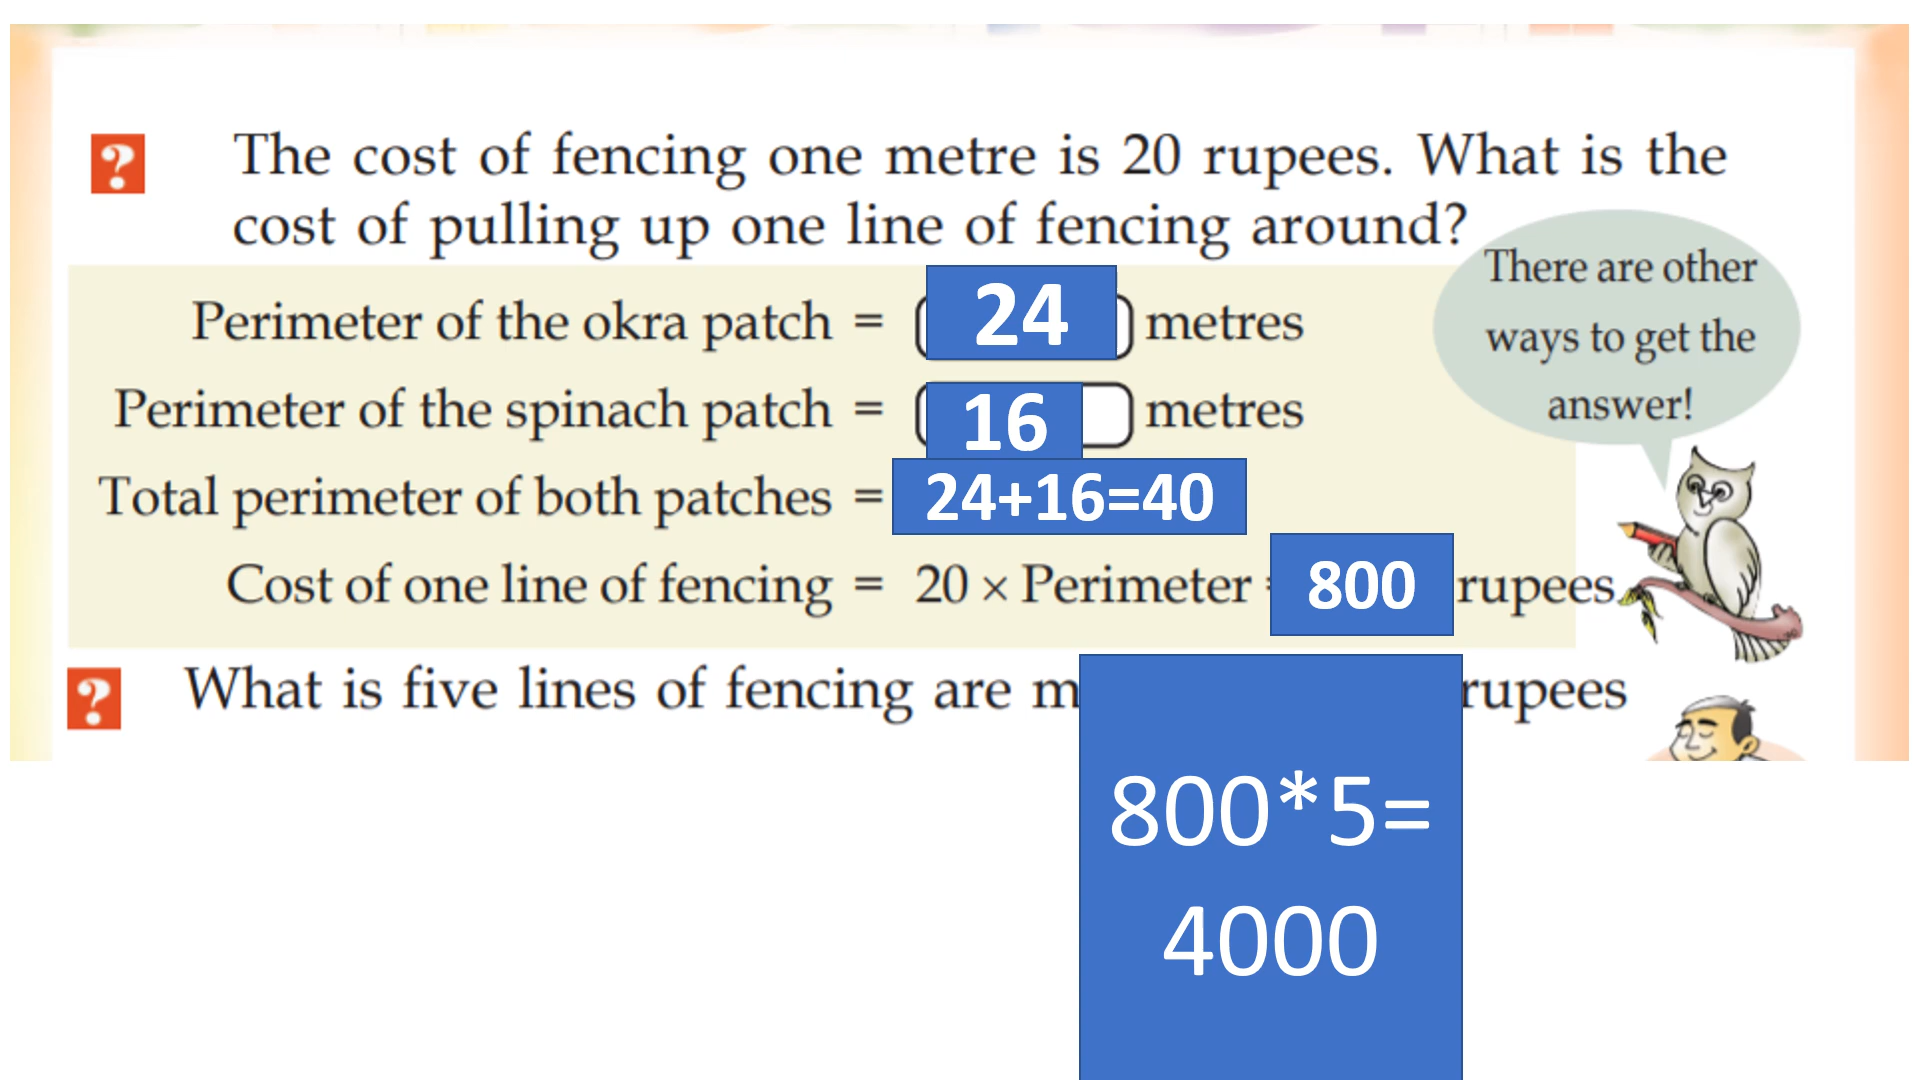 ? The cost of fencing one metre is 20 rupees. What is the
cost of pulling up one line of fencing around?
There are other
ways to get the
answer!
Perimeter of the okra patch = 24 metres
Perimeter of the spinach patch = 16 metres
Total perimeter of both patches = 24+16=40
Cost of one line of fencing = 20 × Perimeter 800 rupees.
? What is five lines of fencing are m rupees
800*5=
4000